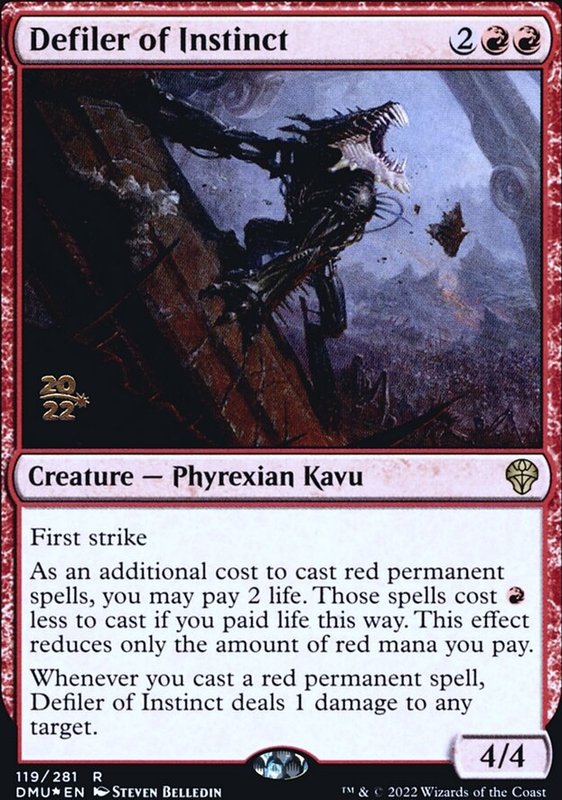 Defiler of Instinct 2
20
22
Creature — Phyrexian Kavu
First strike
As an additional cost to cast red permanent
spells, you may pay 2 life. Those spells cost
less to cast if you paid life this way. This effect
reduces only the amount of red mana you pay.
Whenever you cast a red permanent spell,
Defiler of Instinct deals 1 damage to any
target.
4/4
119/281 R
DMU★EN Steven Belledin
™ & © 2022 Wizards of the Coast